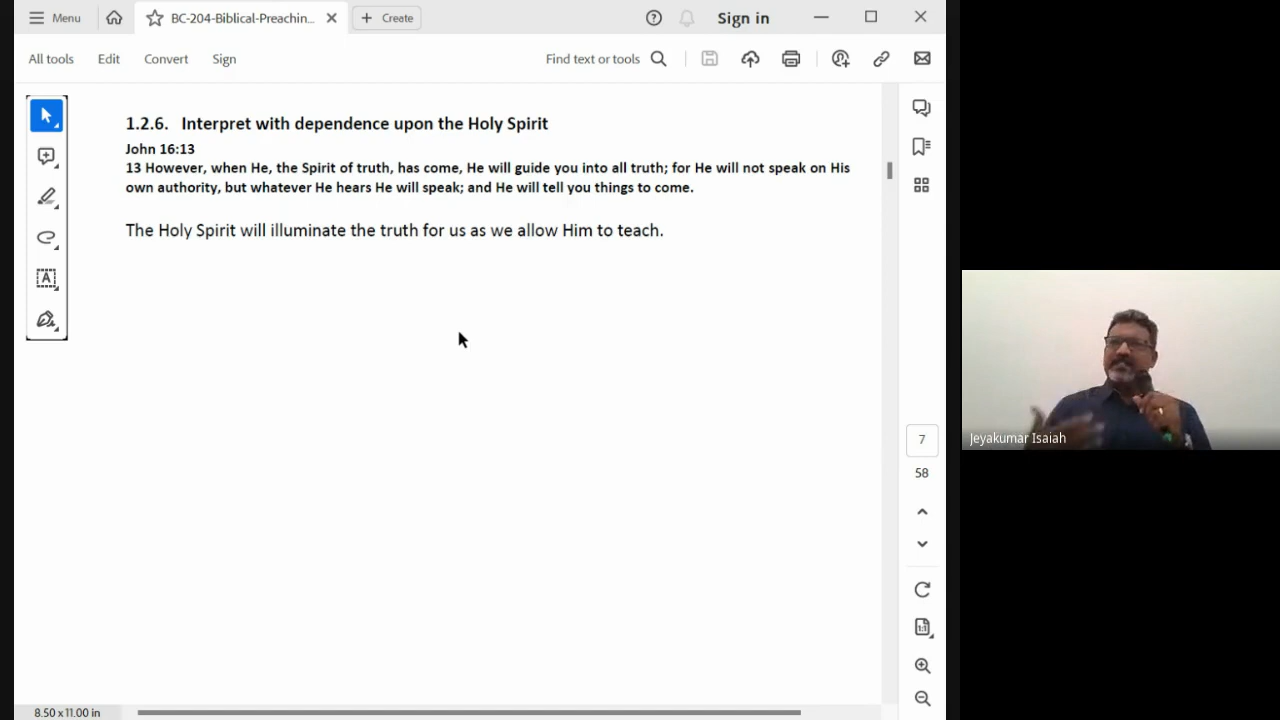 Menu
BC-204-Biblical-Preachin...
Create
Sign in
All tools
Edit
Convert
Sign
Find text or tools
1.2.6. Interpret with dependence upon the Holy Spirit
John 16:13
13 However, when He, the Spirit of truth, has come, He will guide you into all truth; for He will not speak on His
own authority, but whatever He hears He will speak; and He will tell you things to come.
The Holy Spirit will illuminate the truth for us as we allow Him to teach.
7
58
8.50 x 11.00 in
Jeyakumar Isaiah